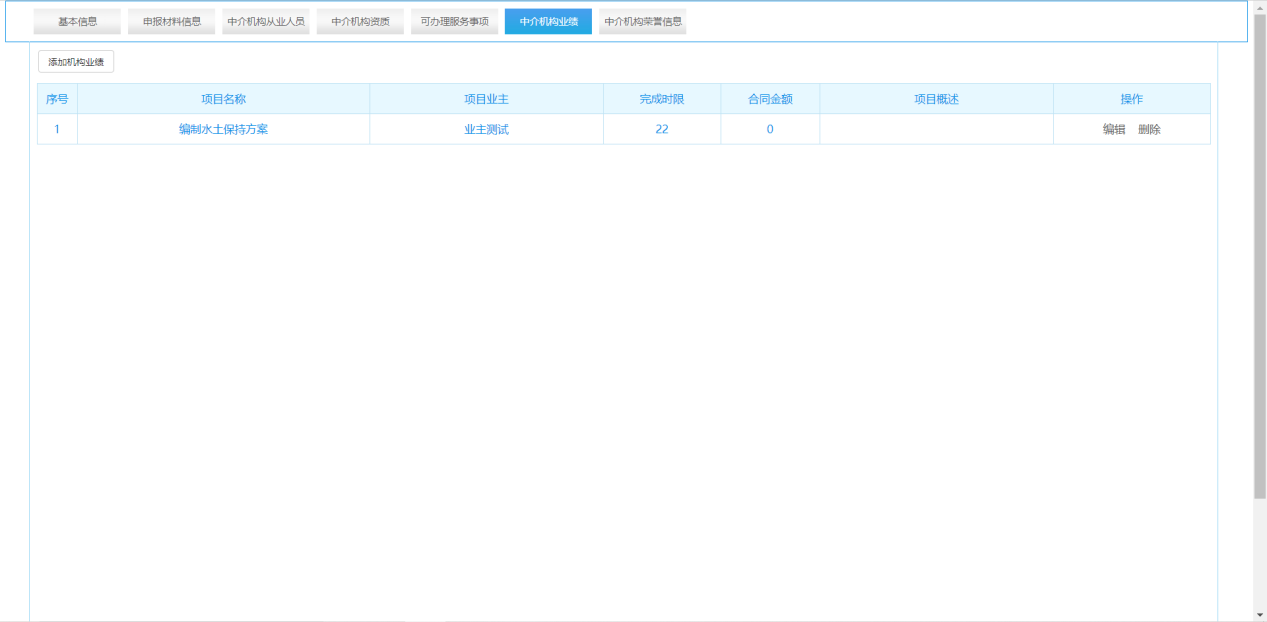 基本信息 申报材料信息 中介机构从业人员 中介机构资质 可办理服务事项 中介机构业绩 中介机构荣誉信息
添加机构业绩
序号 项目名称 项目业主 完成时限 合同金额 项目概述 操作
1 编制水土保持方案 业主测试 22 0 编辑 删除